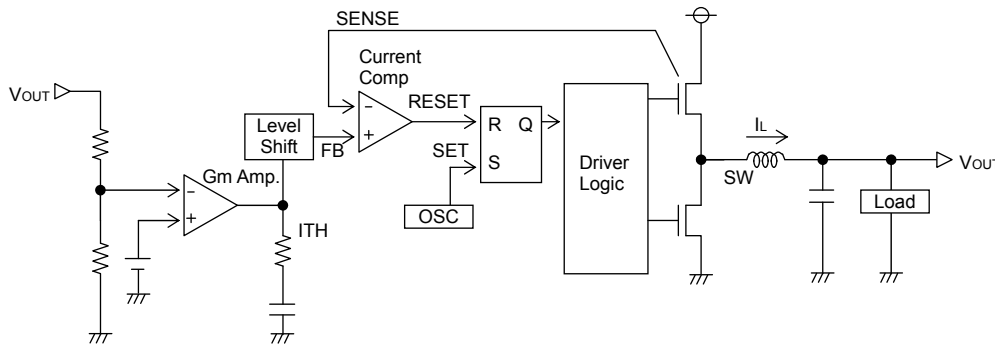 SENSE
Current
Comp
VOUT
RESET
Level
Shift
FB
R Q
S
SET
Gm Amp.
OSC
ITH
Driver
Logic
IL
SW
VOUT
Load